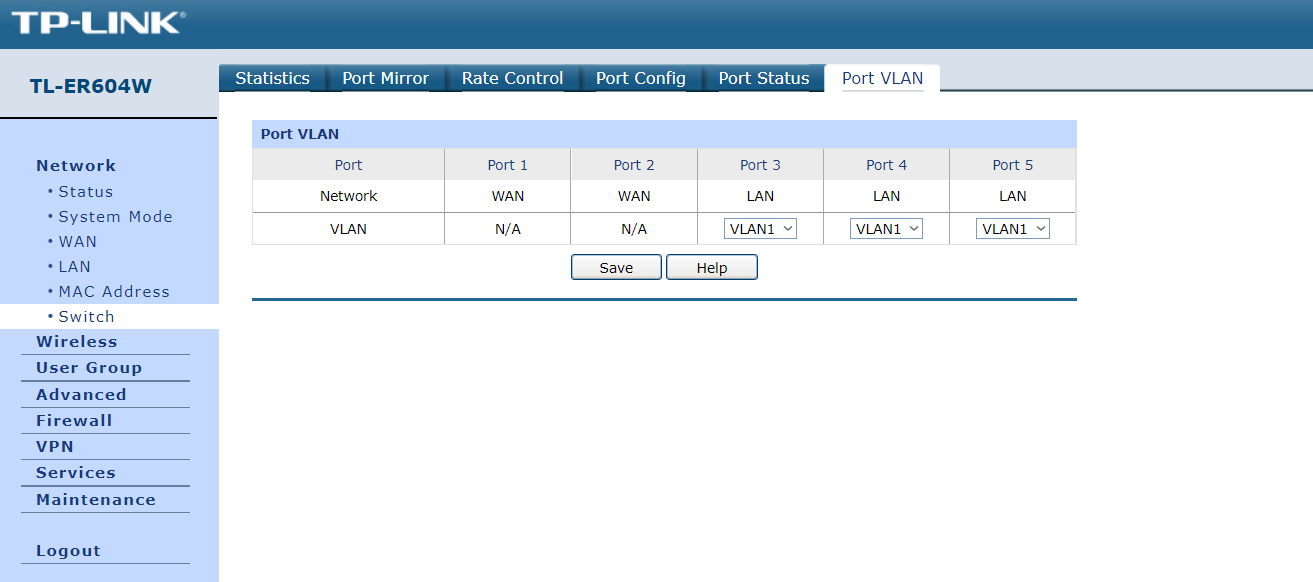 TP-LINK®
TL-ER604W
Statistics Port Mirror Rate Control Port Config Port Status Port VLAN
Network
• Status
• System Mode
• WAN
• LAN
• MAC Address
• Switch
Wireless
User Group
Advanced
Firewall
VPN
Services
Maintenance
Logout
Port VLAN
Port Port 1 Port 2 Port 3 Port 4 Port 5
Network WAN WAN LAN LAN LAN
VLAN N/A N/A VLAN1 VLAN1 VLAN1
Save Help